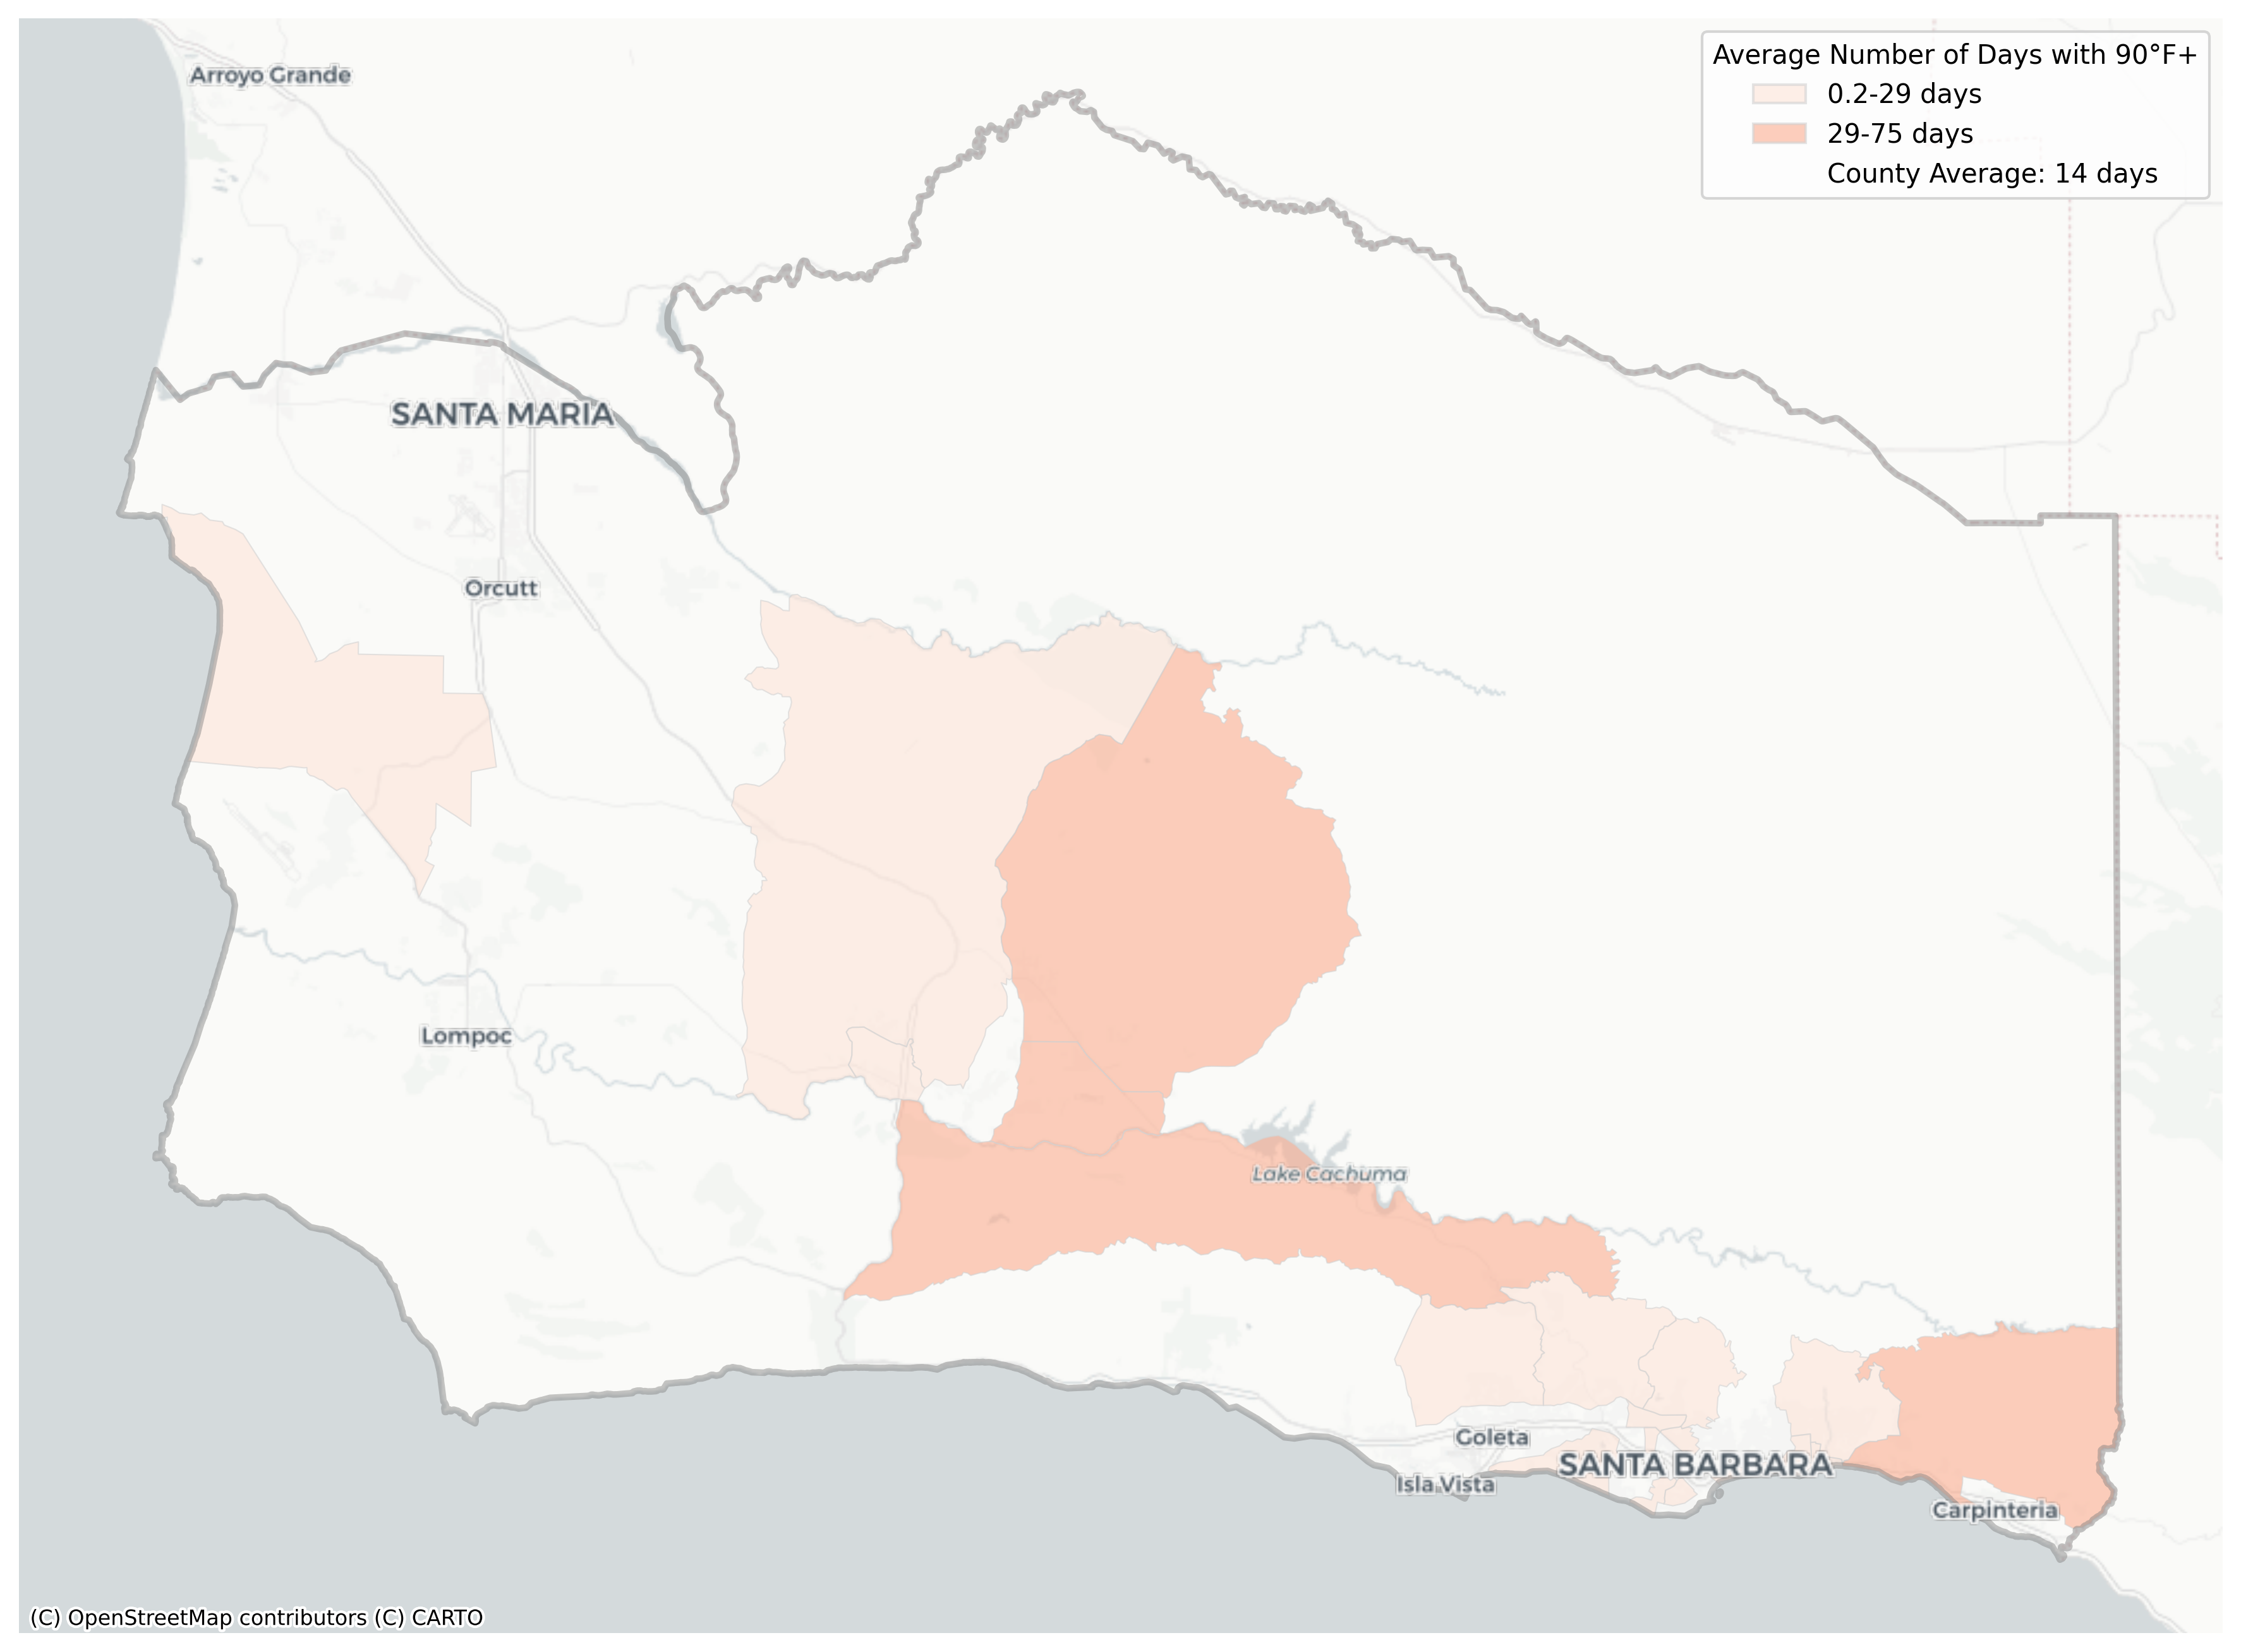 Average Number of Days with 90°F+
0.2-29 days
29-75 days
County Average: 14 days
Arroyo Grande
SANTA MARIA
Orcutt
Lompoc
Lake Cachuma
Goleta
SANTA BARBARA
Isla Vista
Carpinteria
(C) OpenStreetMap contributors (C) CARTO